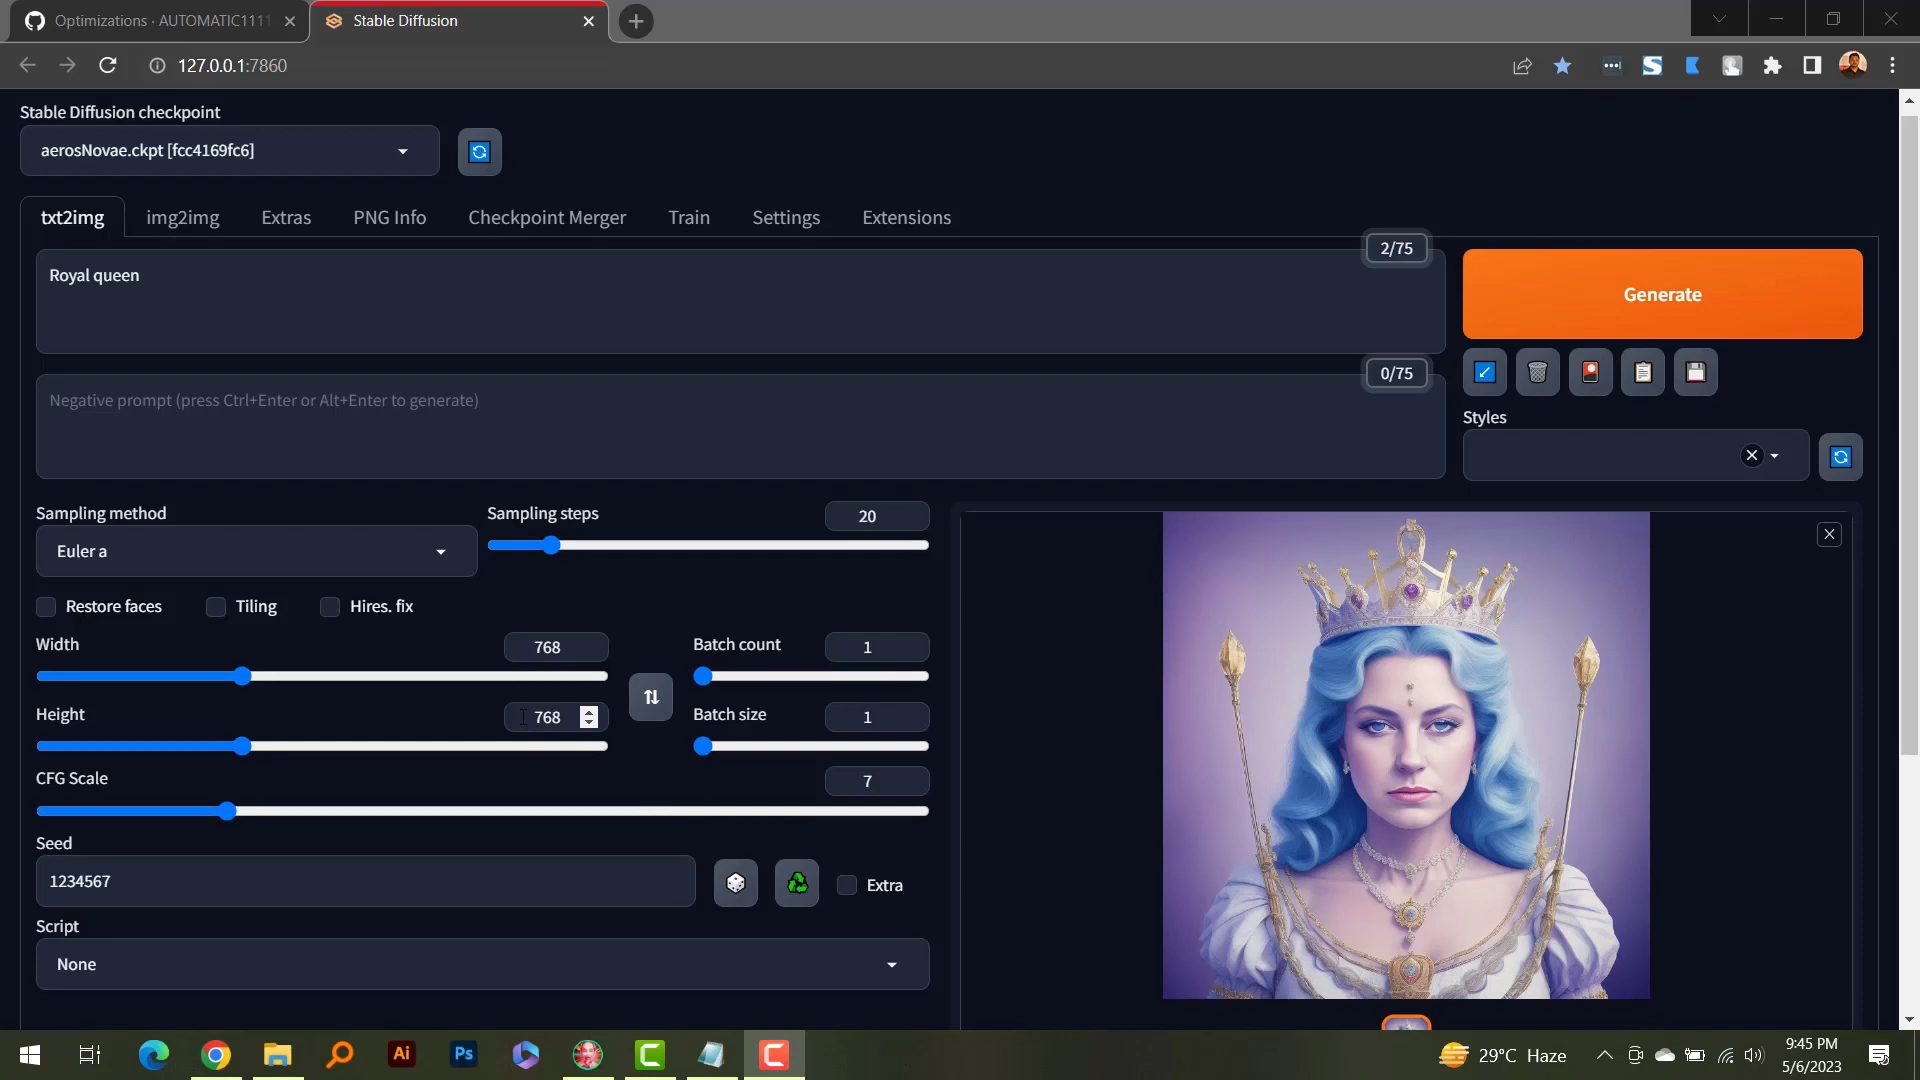 Optimizations · AUTOMATIC1111
Stable Diffusion
127.0.0.1:7860
Stable Diffusion checkpoint
aerosNovae.ckpt [fcc4169fc6]
txt2img
img2img
Extras
PNG Info
Checkpoint Merger
Train
Settings
Extensions
2/75
Royal queen
Generate
0/75
Negative prompt (press Ctrl+Enter or Alt+Enter to generate)
Styles
Sampling method
Sampling steps
20
Euler a
Restore faces
Tiling
Hires. fix
Width
768
Batch count
1
Height
768
Batch size
1
CFG Scale
7
Seed
1234567
Extra
Script
None
Ai
Ps
29°C Haze
9:45 PM
5/6/2023